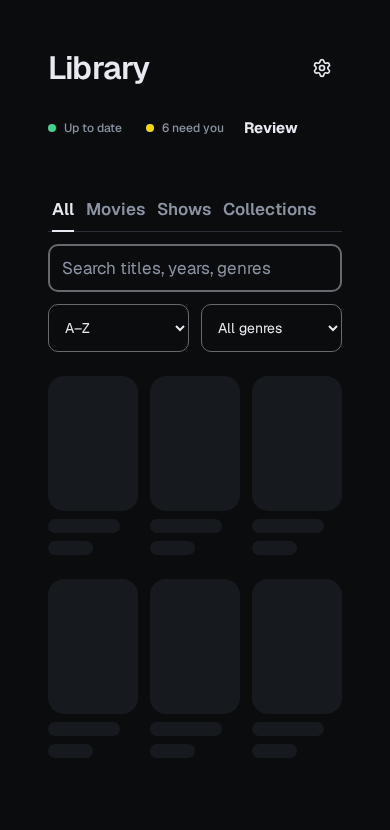 Library
Up to date 6 need you Review
All Movies Shows Collections
Search titles, years, genres
A–Z All genres